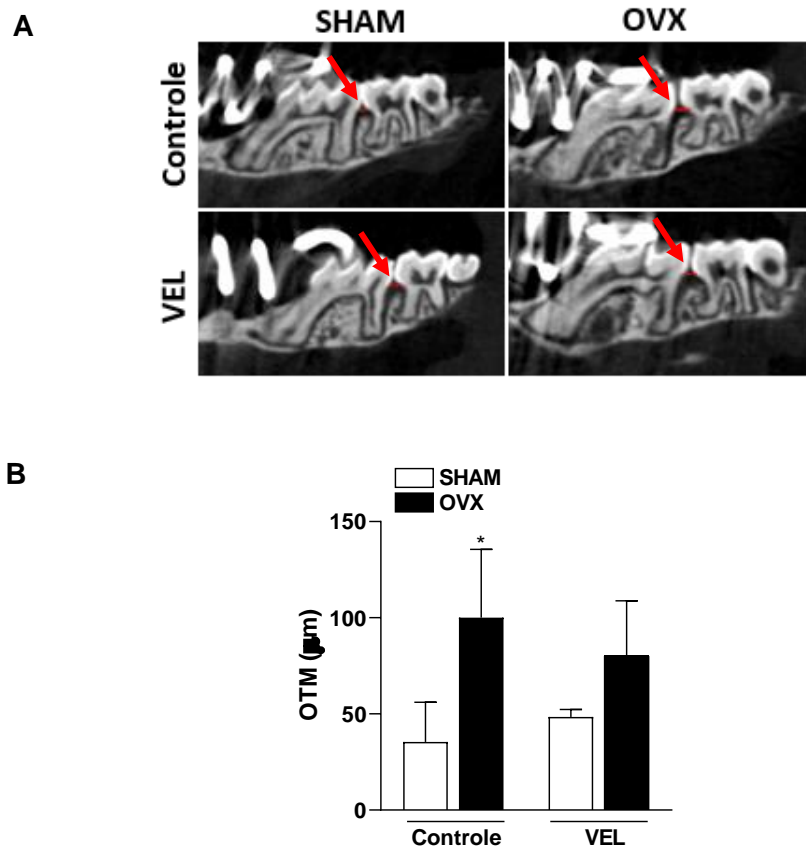 A
SHAM OVX
Controle
VEL
B
SHAM
OVX
150
*
100
50
0
OTM (μm)
Controle VEL